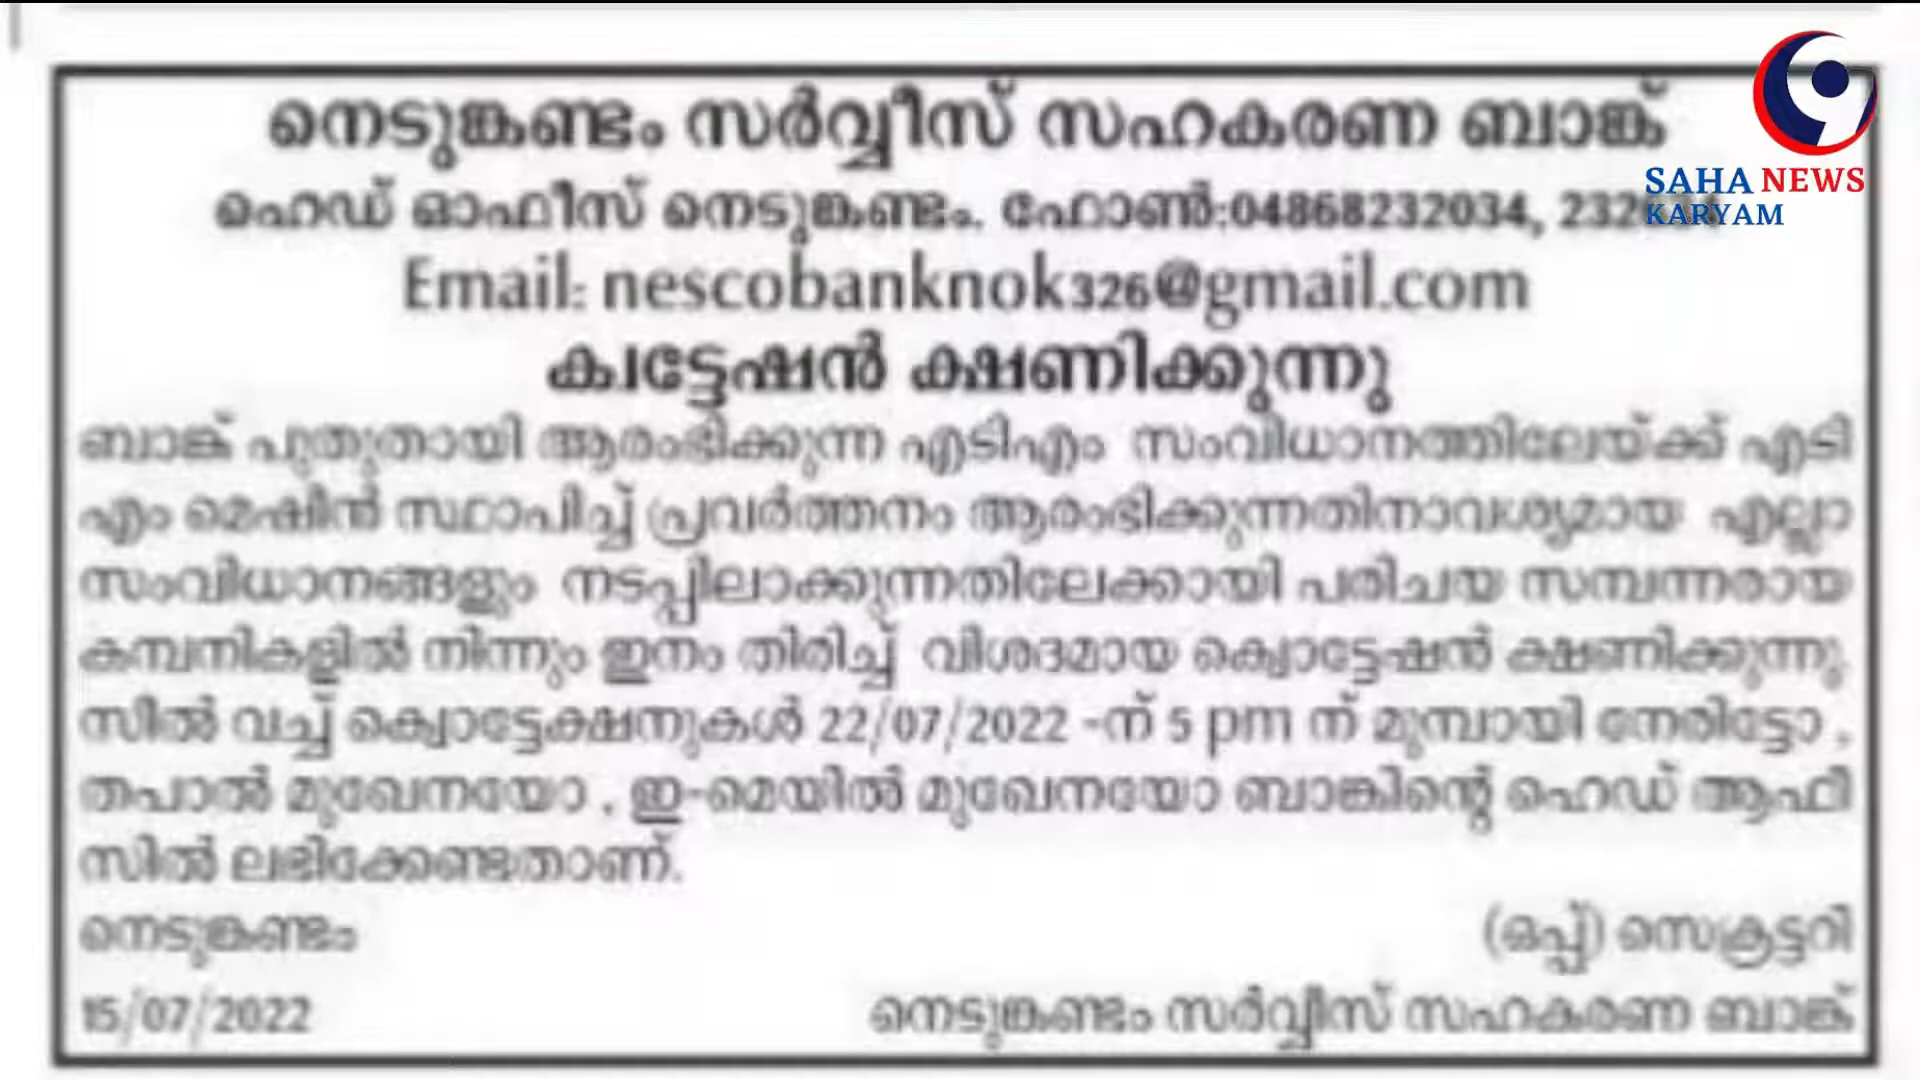 നെടുങ്കണ്ടം സർവ്വീസ് സഹകരണ ബാങ്ക്
ഹെഡ് ഓഫീസ് നെടുങ്കണ്ടം. ഫോൺ:04868232034,
Email: nescobanknok326@gmail.com
ക്വട്ടേഷൻ ക്ഷണിക്കുന്നു
ബാങ്ക് പുതുതായി ആരംഭിക്കുന്ന എടിഎം സംവിധാനത്തിലേയ്ക്ക് എടി
എം മെഷീൻ സ്ഥാപിച്ച് പ്രവർത്തനം ആരംഭിക്കുന്നതിനാവശ്യമായ എല്ലാ
സംവിധാനങ്ങളും നടപ്പിലാക്കുന്നതിലേക്കായി പരിചയ സമ്പന്നരായ
കമ്പനികളിൽ നിന്നും ഇനം തിരിച്ച് വിശദമായ ക്വൊട്ടേഷൻ ക്ഷണിക്കുന്നു.
സീൽ വച്ച് ക്വൊട്ടേക്ഷനുകൾ 22/07/2022 -ന് 5 pm ന് മുമ്പായി നേരിട്ടോ ,
തപാൽ മുഖേനയോ , ഇ-മെയിൽ മുഖേനയോ ബാങ്കിന്റെ ഹെഡ് ആഫീ
സിൽ ലഭിക്കേണ്ടതാണ്.
നെടുങ്കണ്ടം (ഒപ്പ്) സെക്രട്ടറി
15/07/2022 നെടുങ്കണ്ടം സർവ്വീസ് സഹകരണ ബാങ്ക്
SAHA NEWS
KARYAM